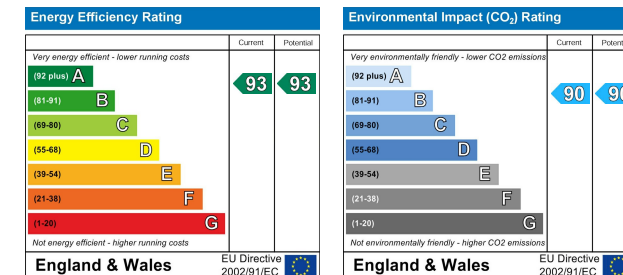 Energy Efficiency Rating
Current Potential
Very energy efficient - lower running costs
(92 plus) A
(81-91) B
(69-80) C
(55-68) D
(39-54) E
(21-38) F
(1-20) G
93 93
Not energy efficient - higher running costs
England & Wales
EU Directive
2002/91/EC
Environmental Impact (CO₂) Rating
Current Potent
Very environmentally friendly - lower CO2 emissions
(92 plus) A
(81-91) B
(69-80) C
(55-68) D
(39-54) E
(21-38) F
(1-20) G
90
Not environmentally friendly - higher CO2 emissions
England & Wales
EU Directive
2002/91/EC